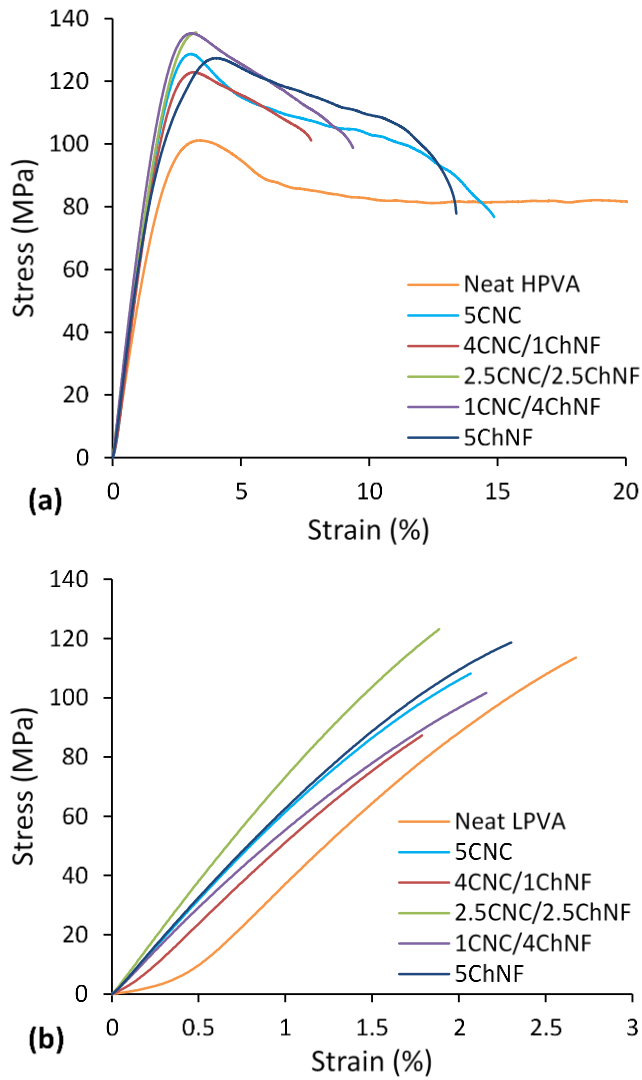 140
120
100
80
60
40
20
0
Stress (MPa)
Neat HPVA
5CNC
4CNC/1ChNF
2.5CNC/2.5ChNF
1CNC/4ChNF
5ChNF
0 5 10 15 20
(a)
Strain (%)
140
120
100
80
60
40
20
0
Stress (MPa)
Neat LPVA
5CNC
4CNC/1ChNF
2.5CNC/2.5ChNF
1CNC/4ChNF
5ChNF
0 0.5 1 1.5 2 2.5 3
(b)
Strain (%)